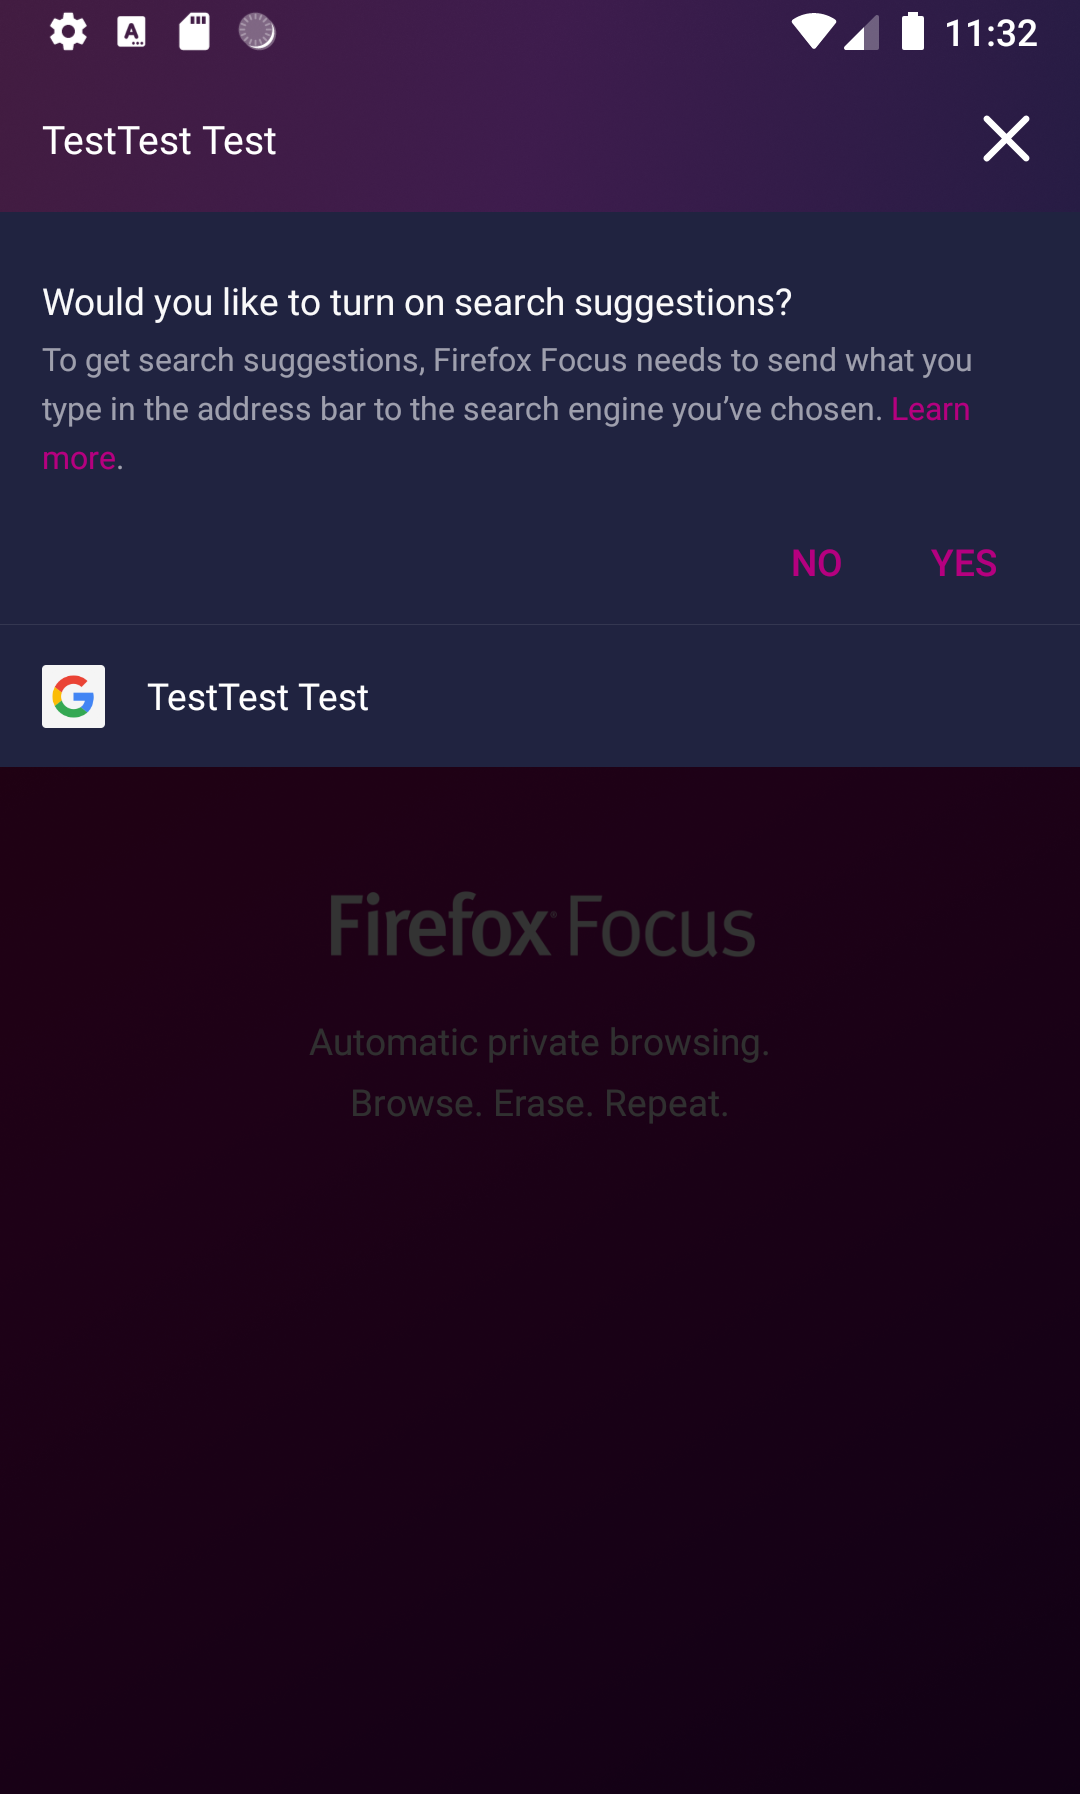 11:32
TestTest Test
Would you like to turn on search suggestions?
To get search suggestions, Firefox Focus needs to send what you
type in the address bar to the search engine you’ve chosen. Learn
more.
NO YES
TestTest Test
Firefox Focus
Automatic private browsing.
Browse. Erase. Repeat.